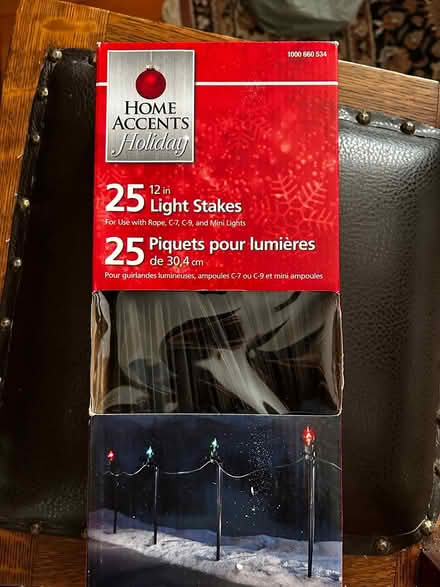 1000 660 534
HOME
ACCENTS
Holiday
25 12 in
Light Stakes
For Use with Rope, C-7, C-9, and Mini Lights
25 Piquets pour lumières
de 30,4 cm
Pour guirlandes lumineuses, ampoules C-7 ou C-9 et mini ampoules